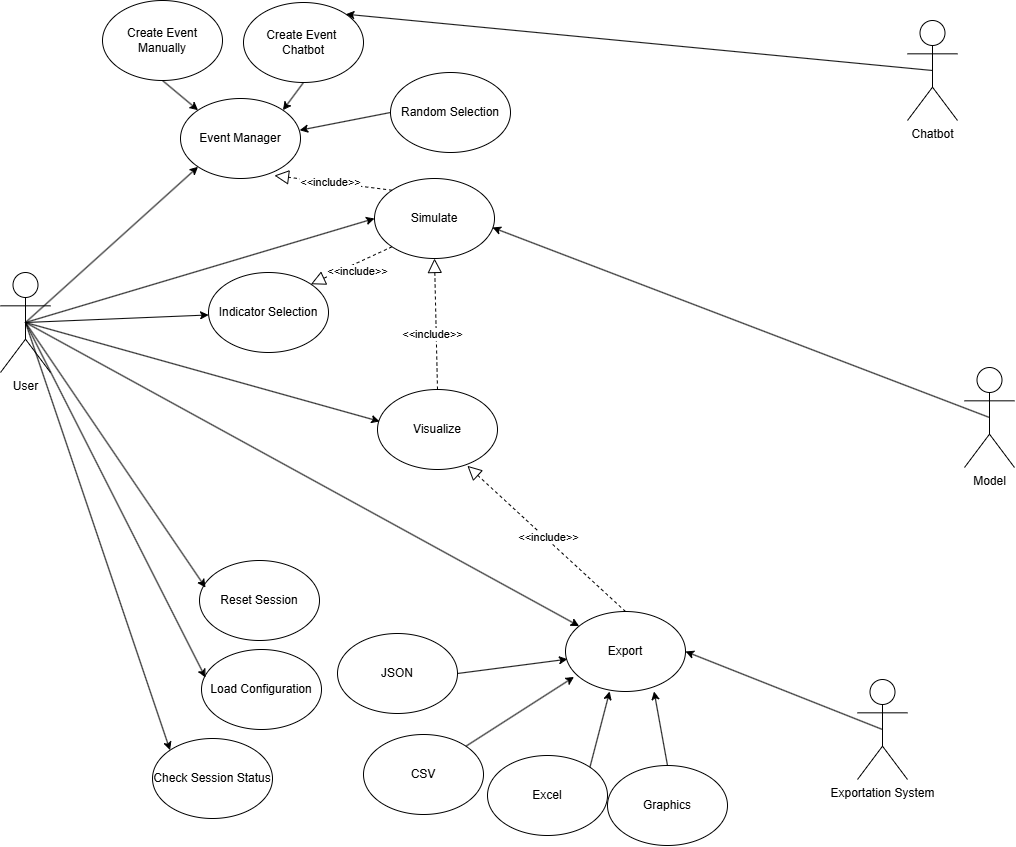 Create Event
Manually
Create Event
Chatbot
Random Selection
Chatbot
Event Manager
<<include>>
Simulate
<<include>>
Indicator Selection
<<include>>
User
Visualize
Model
<<include>>
Reset Session
Export
JSON
Load Configuration
Check Session Status
CSV
Excel
Graphics
Exportation System